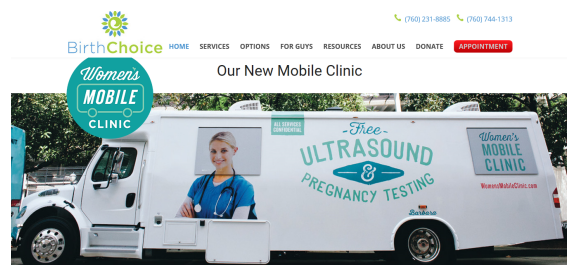 (760) 231-8885 (760) 744-1313
BirthChoice
HOME SERVICES OPTIONS FOR GUYS RESOURCES ABOUT US DONATE APPOINTMENT
Our New Mobile Clinic
Women's
MOBILE
CLINIC
ALL SERVICES
CONFIDENTIAL
-Free-
ULTRASOUND
&
PREGNANCY TESTING
Women's
MOBILE
CLINIC
WomensMobileClinic.com
Barbara